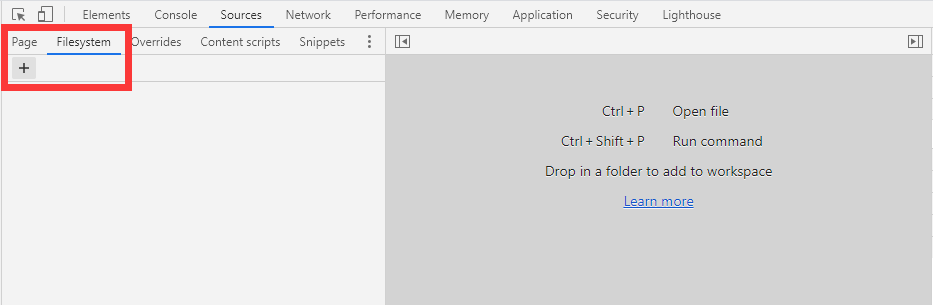 Elements Console Sources Network Performance Memory Application Security Lighthouse
Page Filesystem Overrides Content scripts Snippets
Ctrl + P Open file
Ctrl + Shift + P Run command
Drop in a folder to add to workspace
Learn more